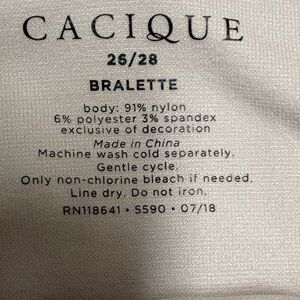 CACIQUE
26/28
BRALETTE
body: 91% nylon
6% polyester 3% spandex
exclusive of decoration
Made in China
Machine wash cold separately.
Gentle cycle.
Only non-chlorine bleach if needed.
Line dry. Do not iron.
RN118641 • 5590 • 07/18